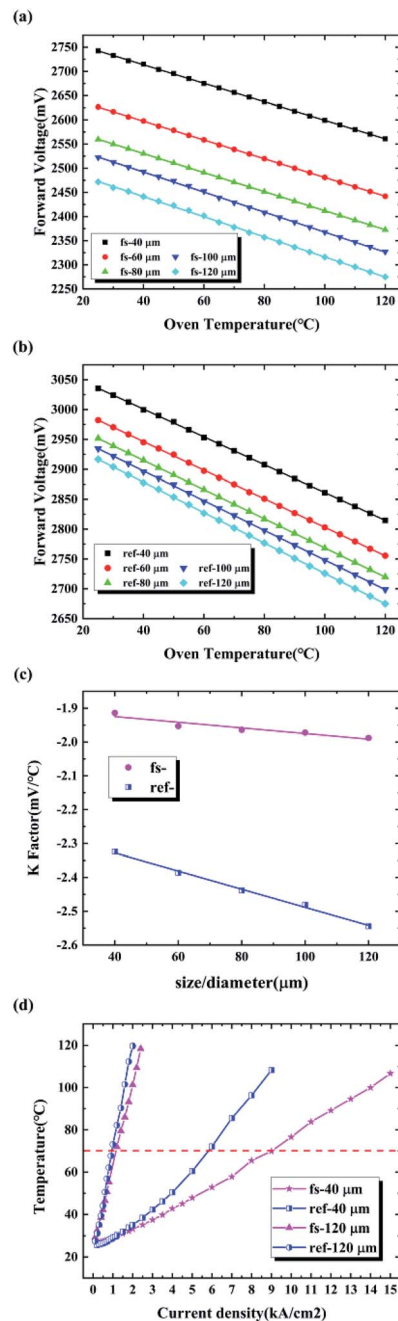 (a)
2750
2700
2650
2600
2550
2500
2450
2400
2350
2300
2250
Forward Voltage(mV)
fs-40 μm
fs-60 μm fs-100 μm
fs-80 μm fs-120 μm
20 40 60 80 100 120
Oven Temperature(℃)
(b)
3050
3000
2950
2900
2850
2800
2750
2700
2650
Forward Voltage(mV)
ref-40 μm
ref-60 μm ref-100 μm
ref-80 μm ref-120 μm
20 40 60 80 100 120
Oven Temperature(℃)
(c)
-1.9
-2.0
-2.1
-2.2
-2.3
-2.4
-2.5
-2.6
K Factor(mV/℃)
fs-
ref-
40 60 80 100 120
size/diameter(μm)
(d)
120
100
80
60
40
20
Temperature(℃)
fs-40 μm
ref-40 μm
fs-120 μm
ref-120 μm
0 1 2 3 4 5 6 7 8 9 10 11 12 13 14 15
Current density(kA/cm2)